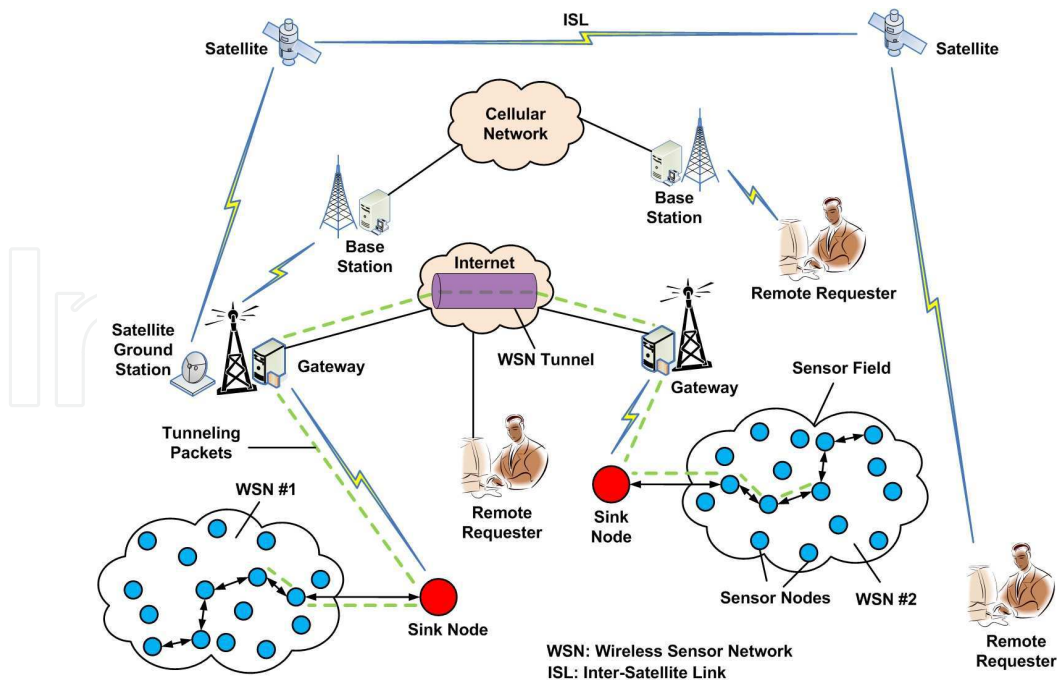 ISL
Satellite
Satellite
Cellular
Network
Base
Station
Base
Station
Internet
Remote Requester
Satellite
Ground
Station
Gateway
WSN Tunnel
Gateway
Sensor Field
Tunneling
Packets
WSN #1
Remote
Requester
Sink
Node
Sensor Nodes
WSN #2
Sink Node
Remote
Requester
WSN: Wireless Sensor Network
ISL: Inter-Satellite Link